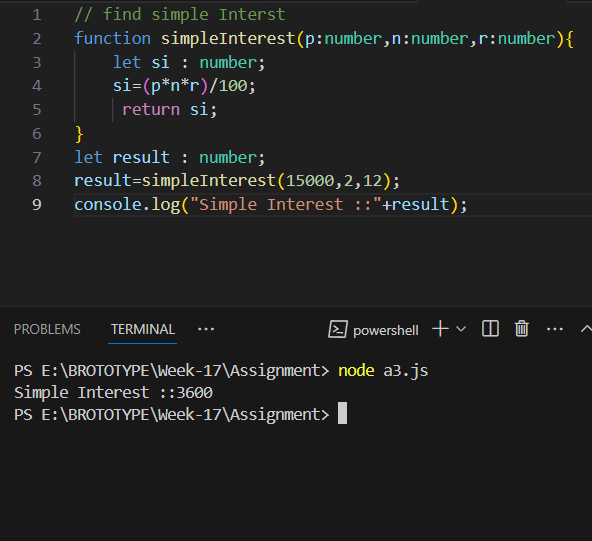 1 // find simple Interst
2 function simpleInterest(p:number,n:number,r:number){
3 let si : number;
4 si=(p*n*r)/100;
5 return si;
6 }
7 let result : number;
8 result=simpleInterest(15000,2,12);
9 console.log("Simple Interest ::"+result);
PROBLEMS TERMINAL ··· powershell ···
PS E:\BROTOTYPE\Week-17\Assignment> node a3.js
Simple Interest ::3600
PS E:\BROTOTYPE\Week-17\Assignment>